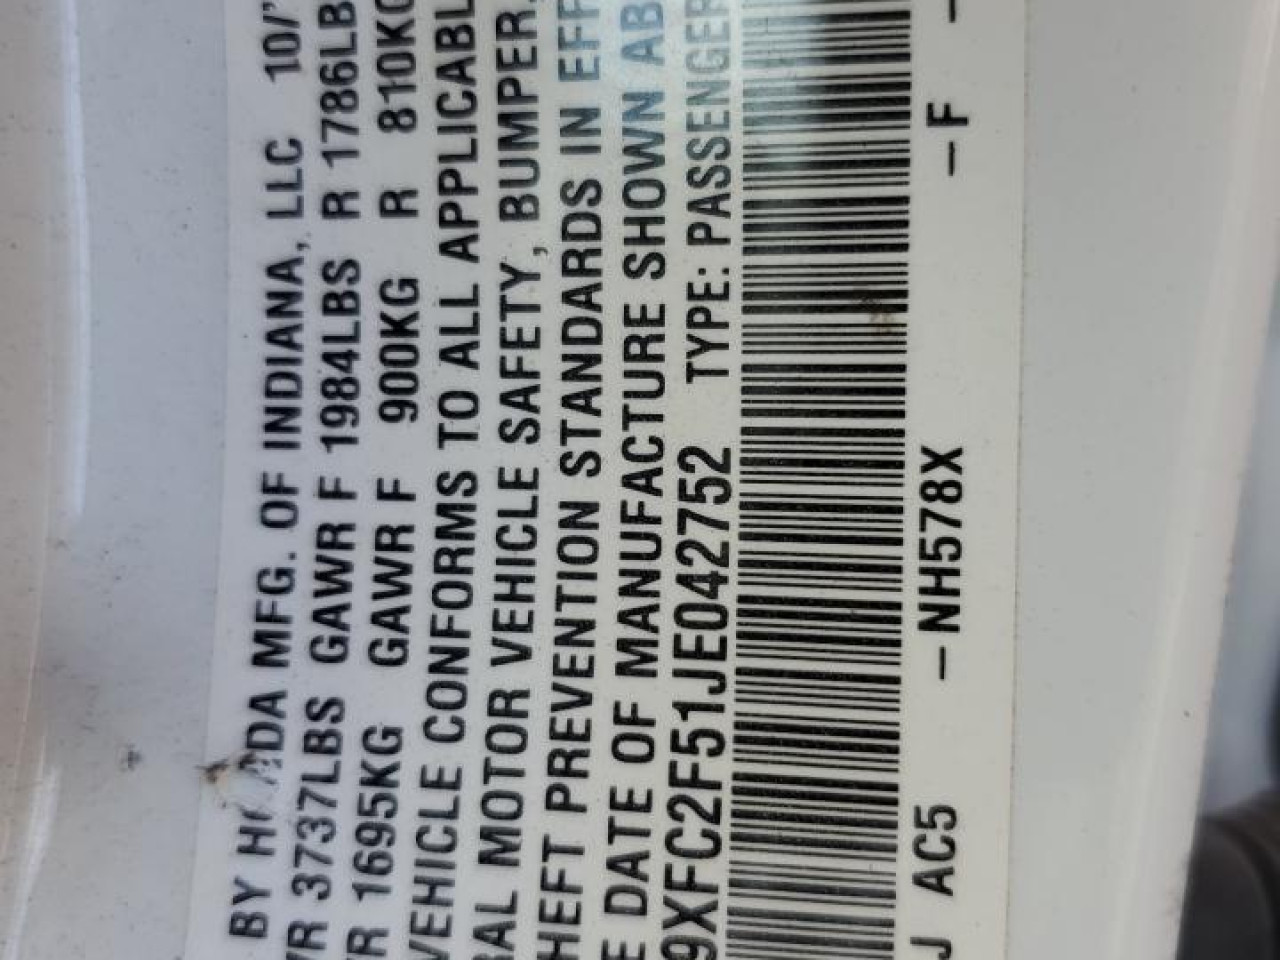 BY HONDA MFG. OF INDIANA, LLC 10/
VR 3737LBS GAWR F 1984LBS R 1786LB
R 1695KG GAWR F 900KG R 810KG
VEHICLE CONFORMS TO ALL APPLICABL
RAL MOTOR VEHICLE SAFETY, BUMPER,
HEFT PREVENTION STANDARDS IN EFF
E DATE OF MANUFACTURE SHOWN AB
9XFC2F51JE042752 TYPE: PASSENGER
J AC5 -NH578X -F -